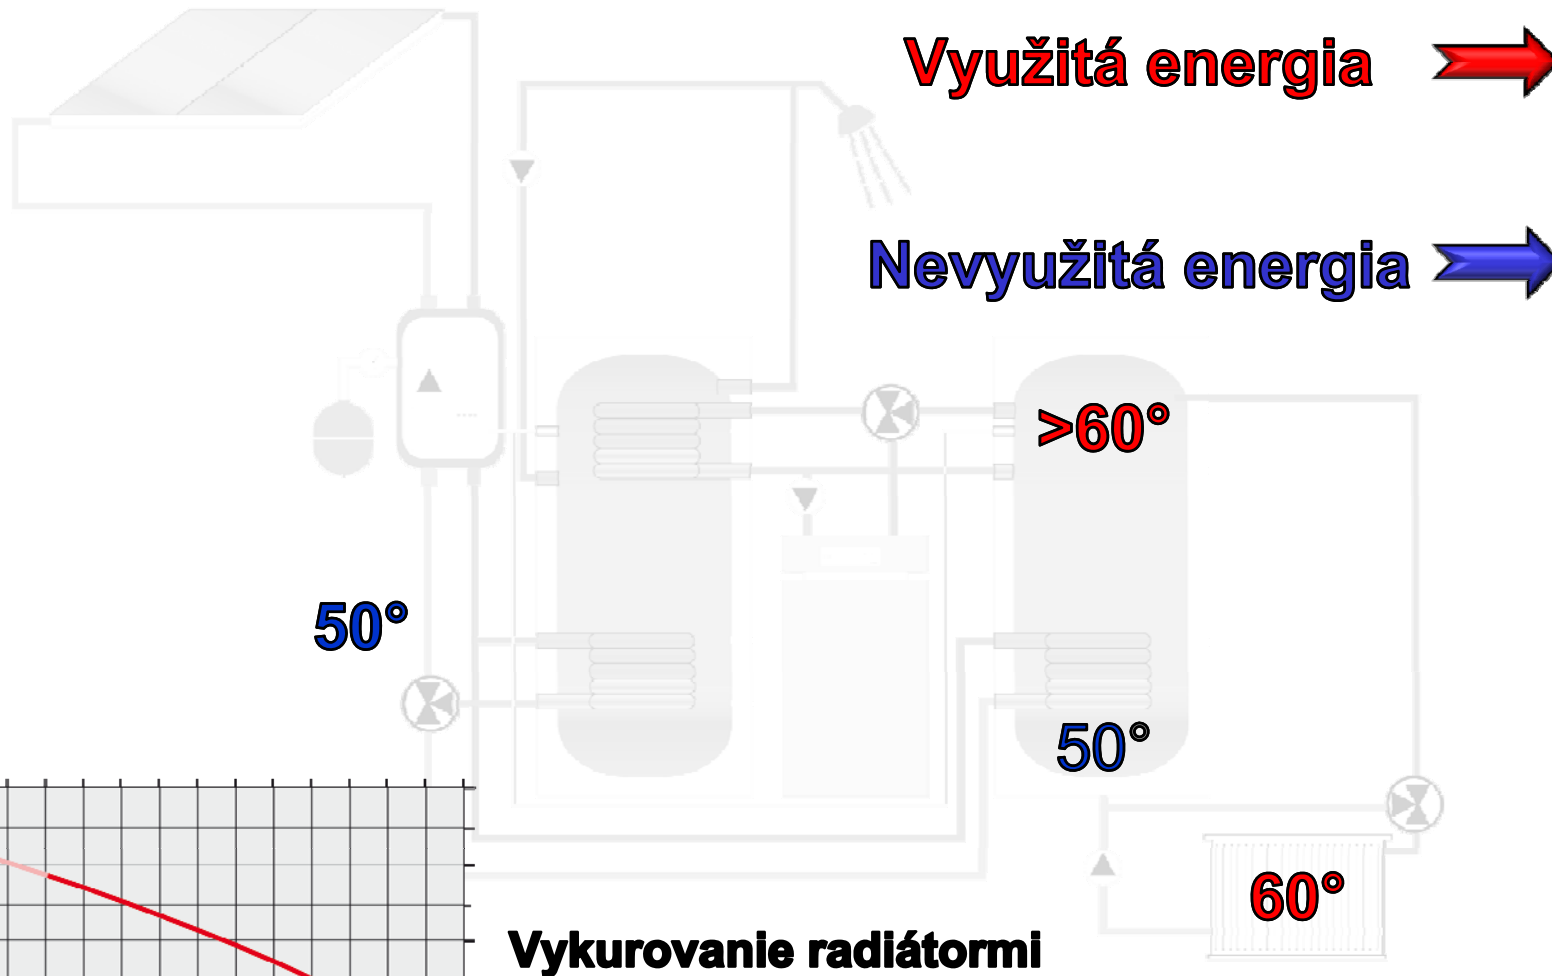 Využitá energia
Nevyužitá energia
>60°
50°
50°
60°
Vykurovanie radiátormi